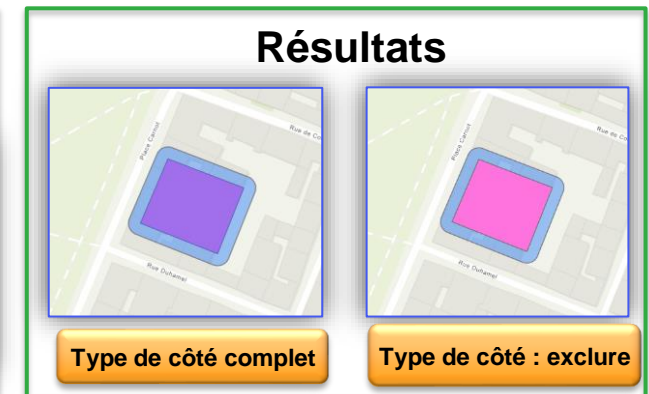 Résultats
Place Carnot
Rue de Co
Rue Duhamel
Place Carnot
Rue de Co
Rue Duhamel
Type de côté complet
Type de côté : exclure